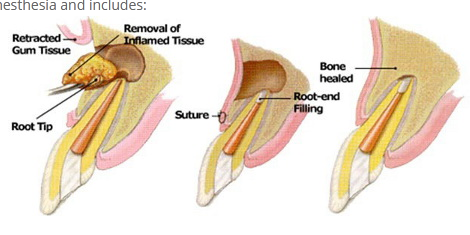 nesthesia and includes:
Removal of
Inflamed Tissue
Retracted
Gum Tissue
Root Tip
Suture
Root-end
Filling
Bone
healed